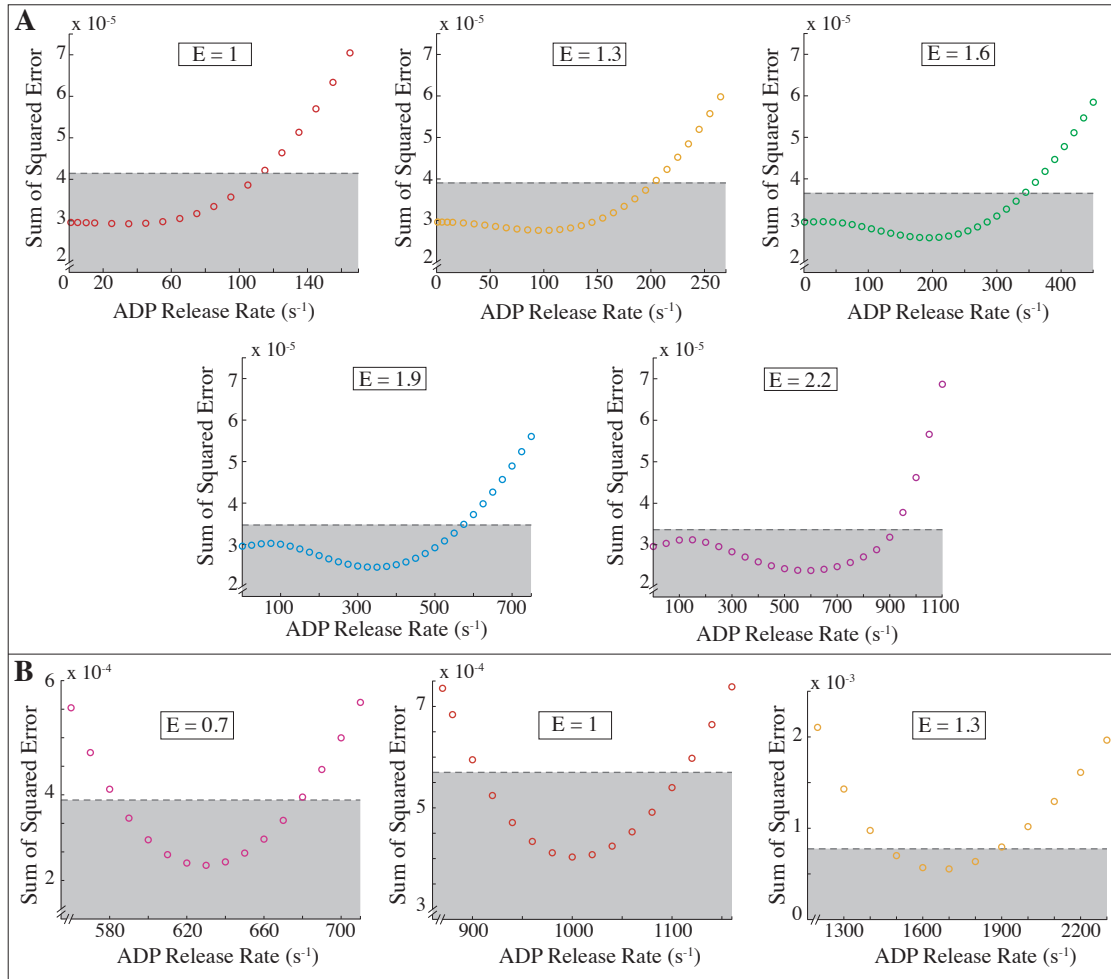 A
x 10-5
7
6
5
4
3
2
Sum of Squared Error
E = 1
0 20 60 100 140
ADP Release Rate (s-1)
x 10-5
7
6
5
4
3
2
Sum of Squared Error
E = 1.3
0 50 100 150 200 250
ADP Release Rate (s-1)
x 10-5
7
6
5
4
3
2
Sum of Squared Error
E = 1.6
0 100 200 300 400
ADP Release Rate (s-1)
x 10-5
7
6
5
4
3
2
Sum of Squared Error
E = 1.9
100 300 500 700
ADP Release Rate (s-1)
x 10-5
7
6
5
4
3
2
Sum of Squared Error
E = 2.2
100 300 500 700 900 1100
ADP Release Rate (s-1)
B
x 10-4
6
4
2
Sum of Squared Error
E = 0.7
580 620 660 700
ADP Release Rate (s-1)
x 10-4
7
5
4
3
Sum of Squared Error
E = 1
900 1000 1100
ADP Release Rate (s-1)
x 10-3
2
1
0
Sum of Squared Error
E = 1.3
1300 1600 1900 2200
ADP Release Rate (s-1)